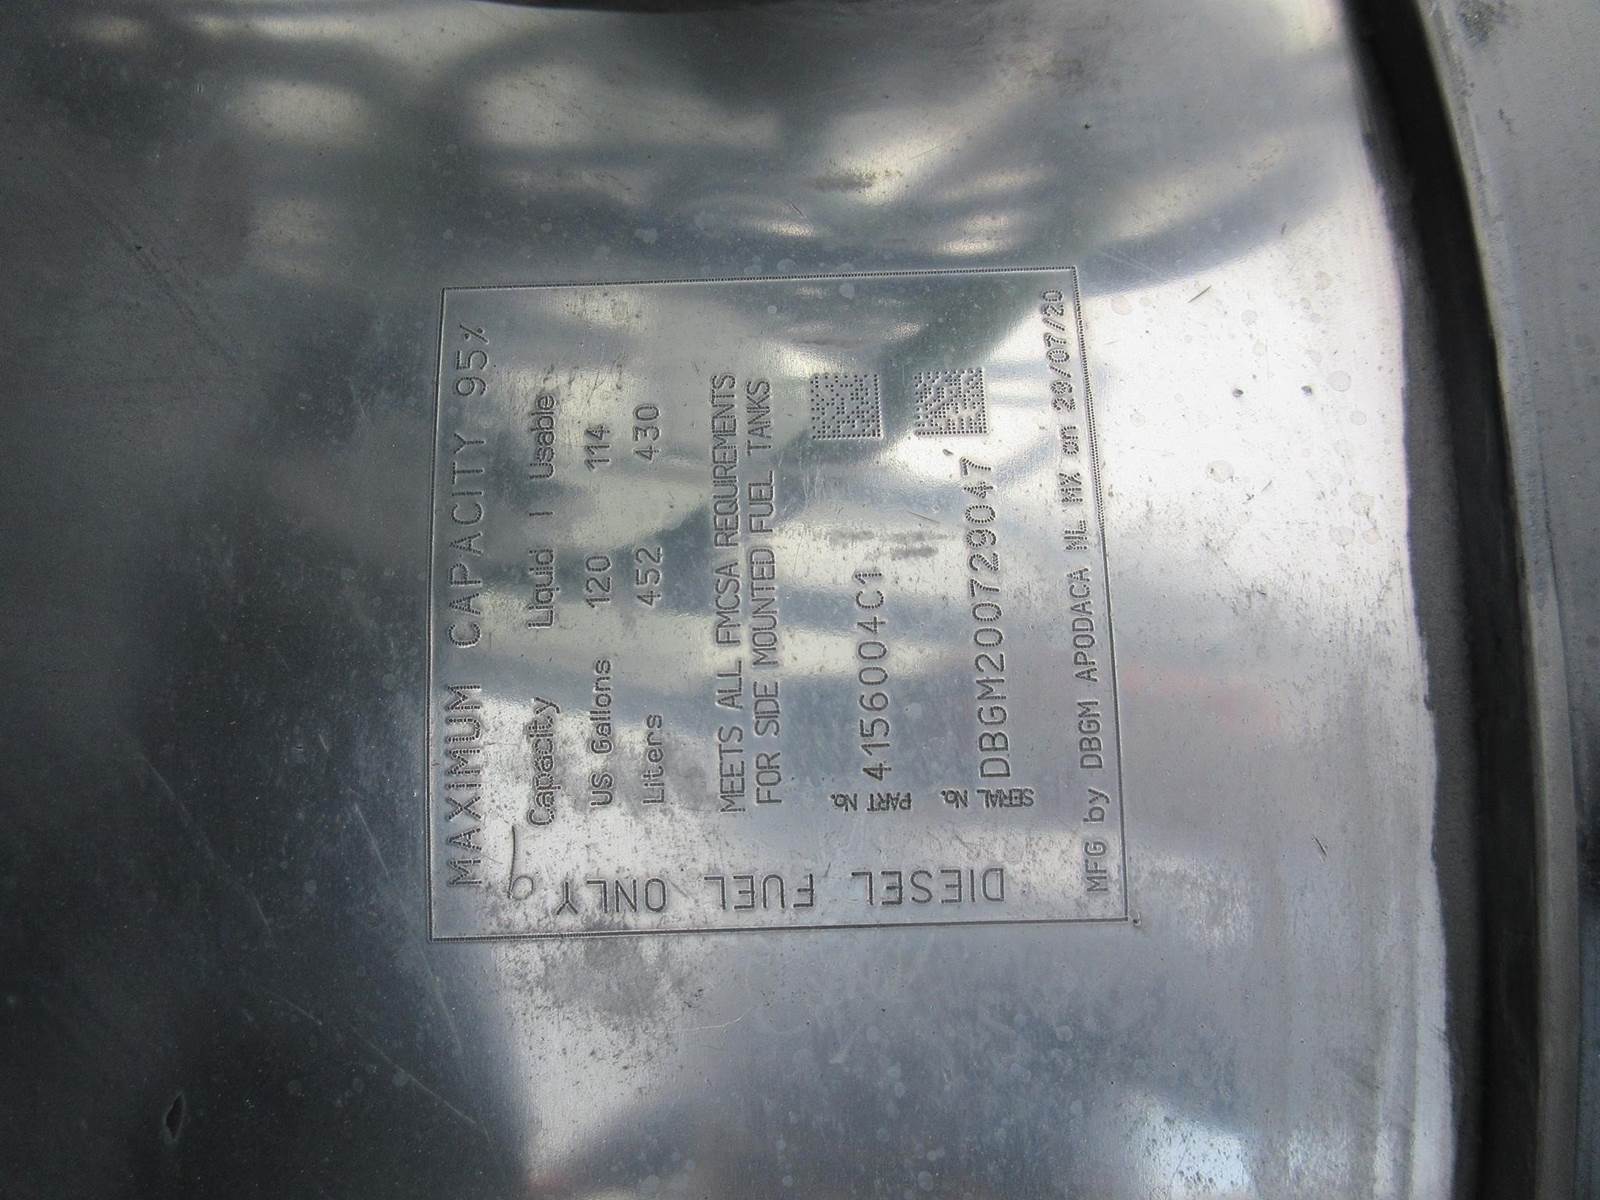 MAXIMUM CAPACITY 95%
Capacity Liquid | Usable
US Gallons 120 114
Liters 452 430
MEETS ALL FMCSA REQUIREMENTS
FOR SIDE MOUNTED FUEL TANKS
PART No. 4156004C1
SERIAL No. DBGM200729047
MFG by DBGM APODACA NL MX on 29/07/20
DIESEL FUEL ONLY